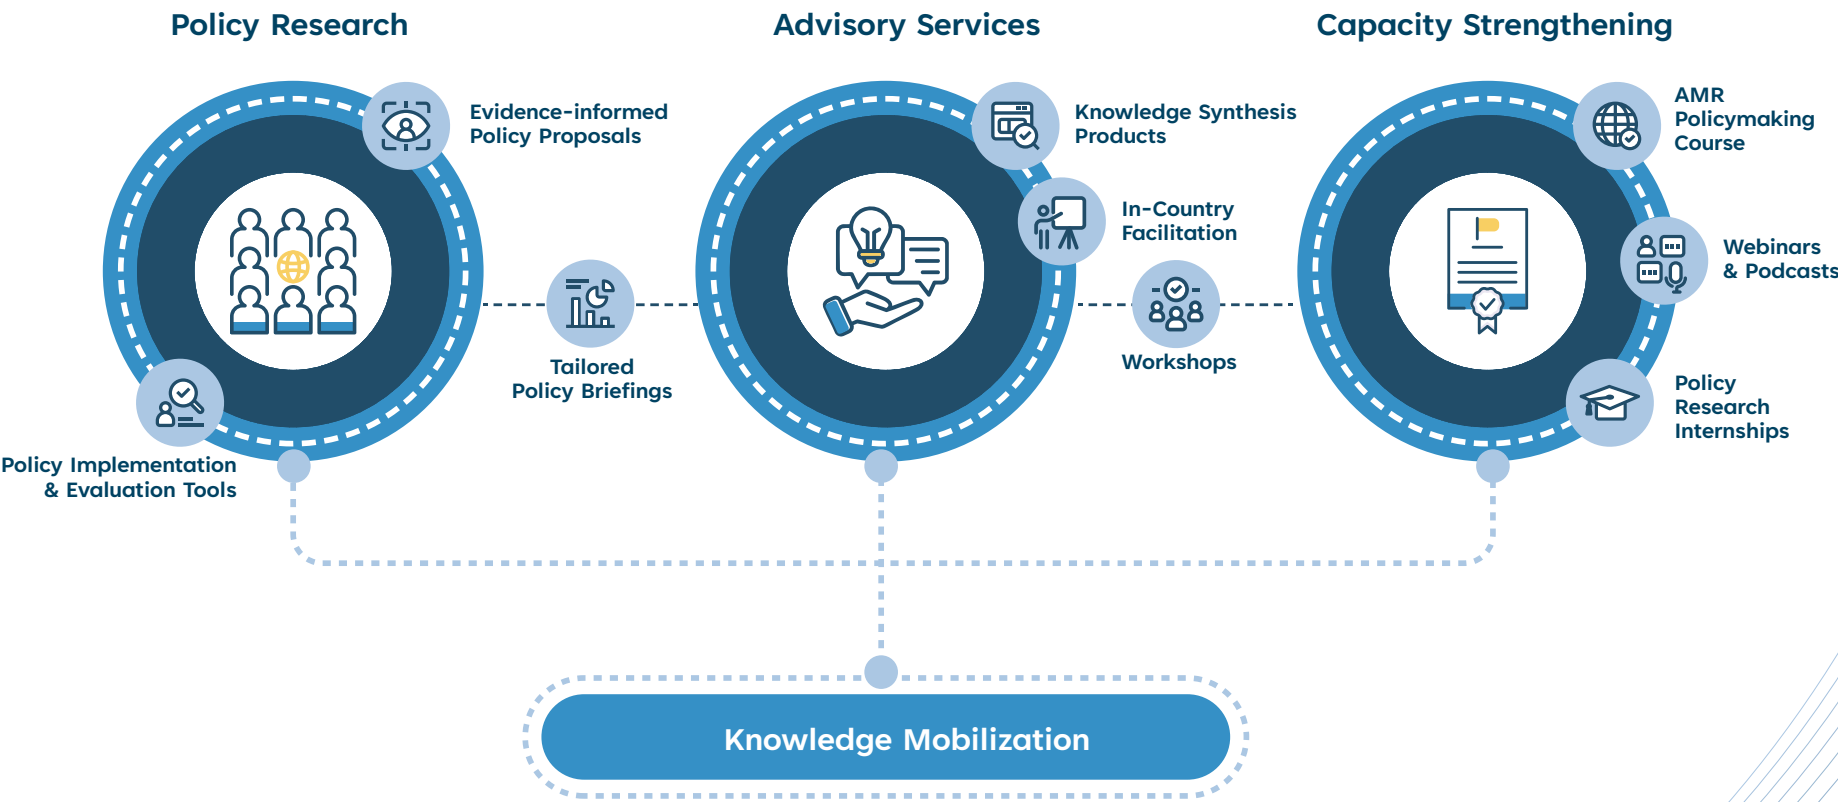 Policy Research
Advisory Services
Capacity Strengthening
Evidence-informed
Policy Proposals
Policy Implementation
& Evaluation Tools
Tailored
Policy Briefings
Knowledge Synthesis
Products
In-Country
Facilitation
Workshops
AMR
Policymaking
Course
Webinars
& Podcasts
Policy
Research
Internships
Knowledge Mobilization